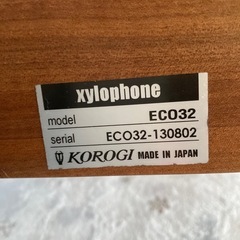 xylophone
model ECO32
serial ECO32-130802
KOROGI MADE IN JAPAN